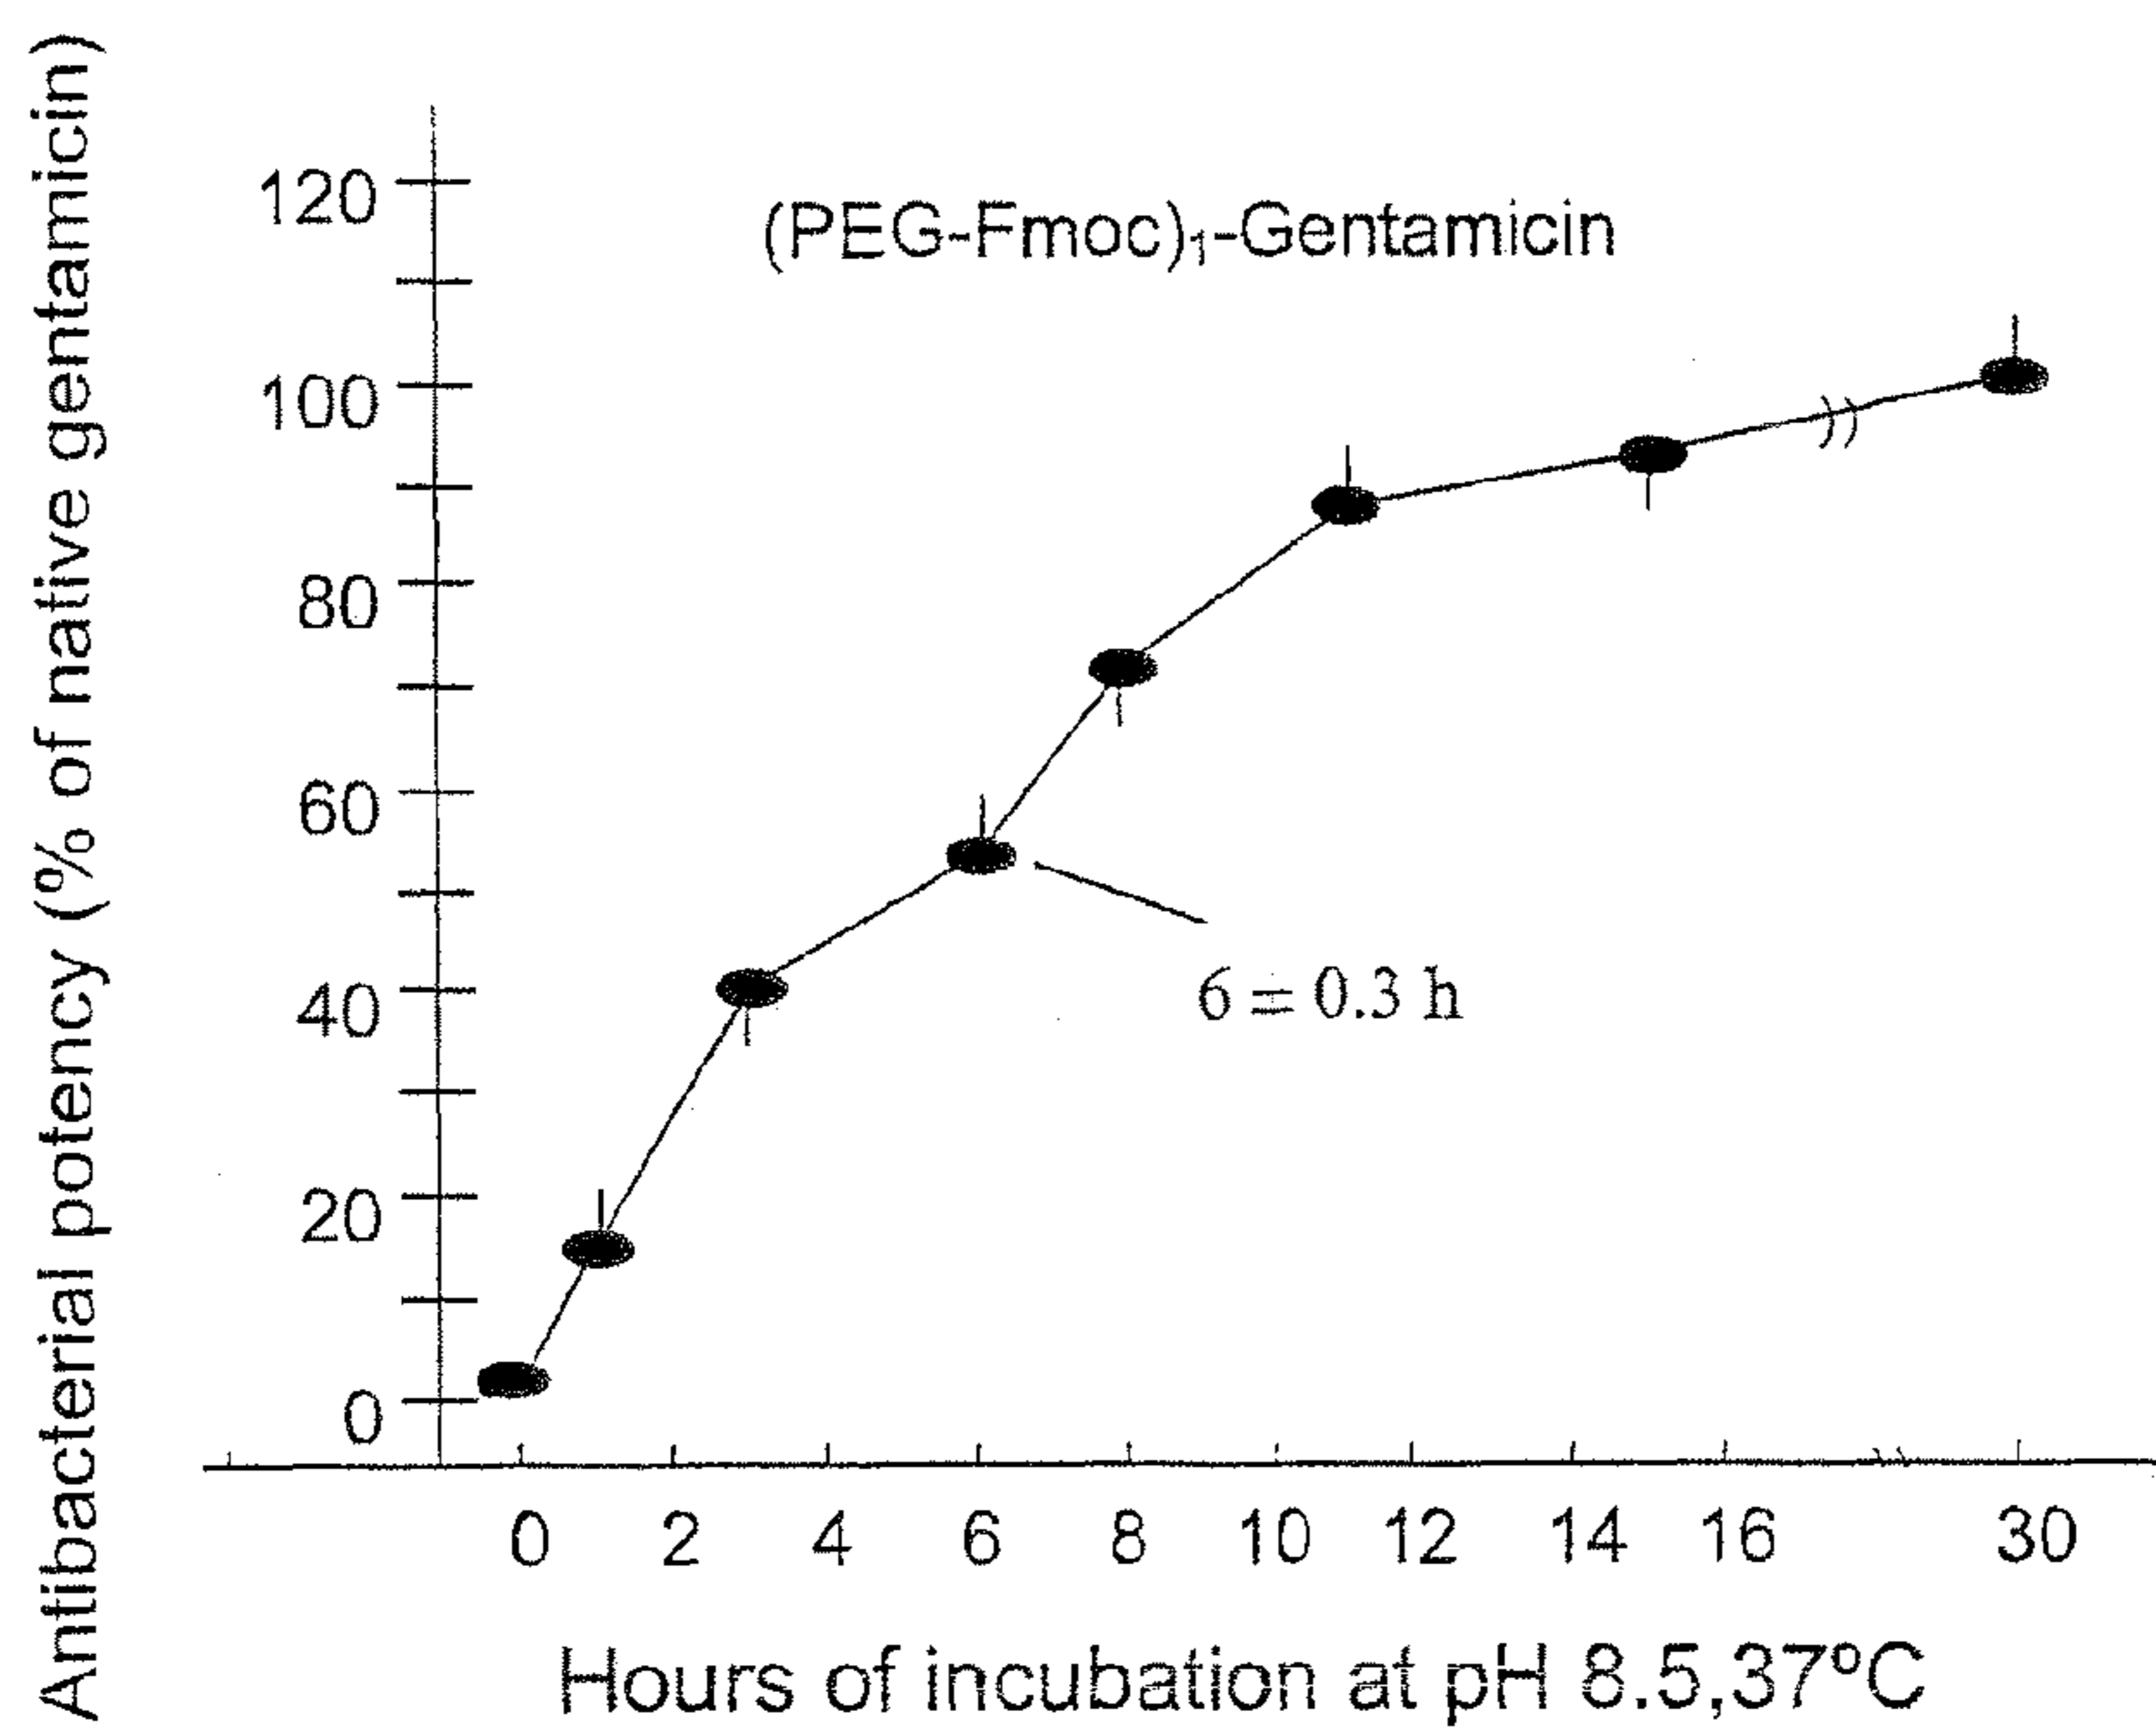 Antibacterial potency (% of native gentamicin)
120
100
80
60
40
20
0
(PEG-Fmoc)₁-Gentamicin
6 = 0.3 h
0 2 4 6 8 10 12 14 16 30
Hours of incubation at pH 8.5,37ºC